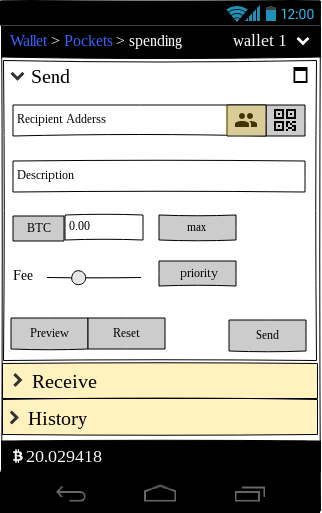 12:00
Wallet > Pockets > spending wallet 1
Send
Recipient Adderss
Description
BTC 0.00 max
Fee priority
Preview Reset Send
Receive
History
₿ 20.029418